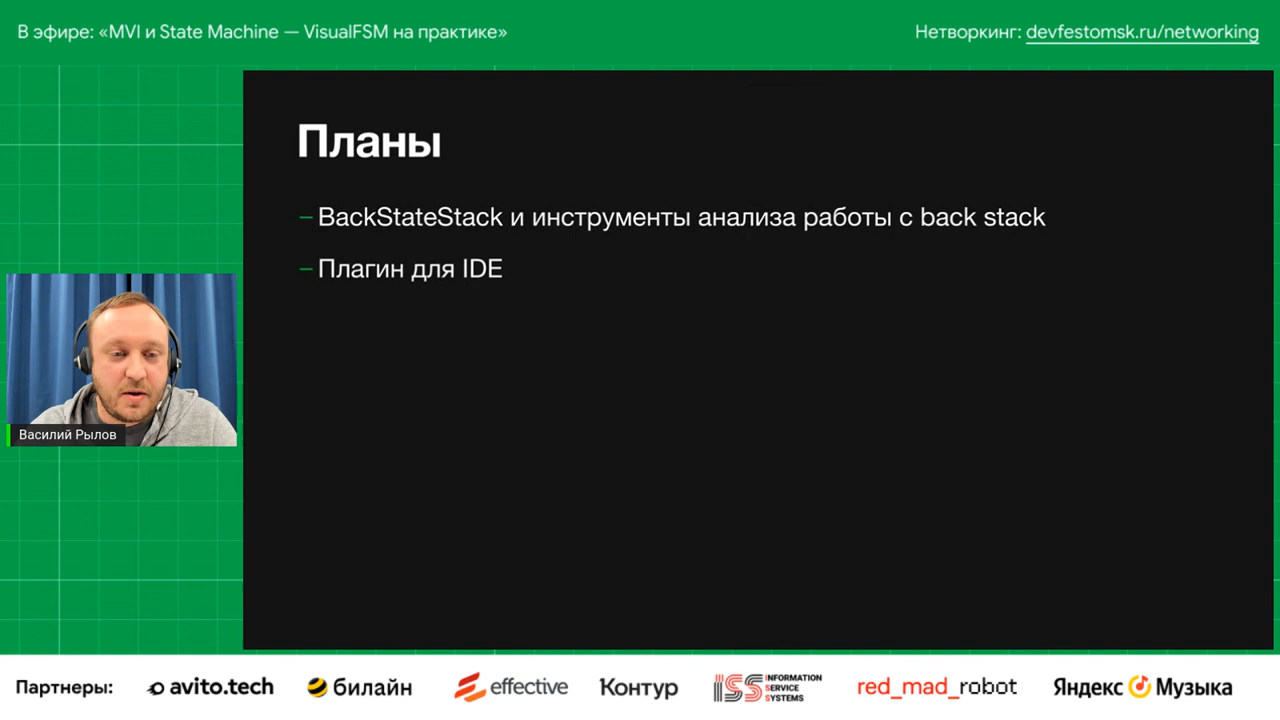 В эфире: «MVI и State Machine — VisualFSM на практике»
Нетворкинг: devfestomsk.ru/networking
Планы
– BackStateStack и инструменты анализа работы с back stack
– Плагин для IDE
Василий Рылов
Партнеры:
avito.tech
билайн
effective
Контур
ISS INFORMATION SERVICE SYSTEMS
red_mad_robot
Яндекс Музыка